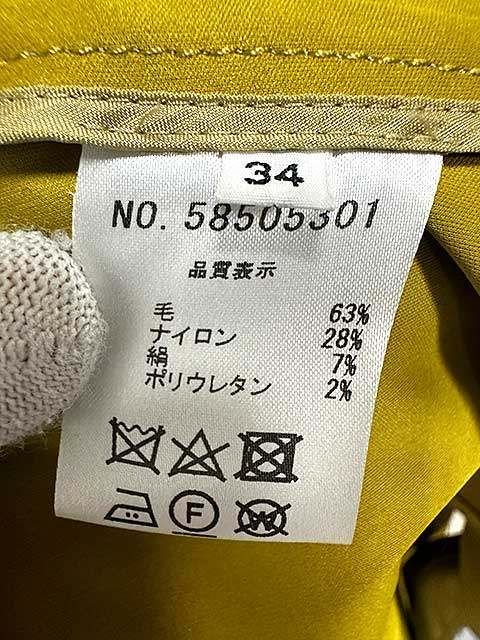 34
NO. 58505301
品質表示
毛 63%
ナイロン 28%
絹 7%
ポリウレタン 2%
F W